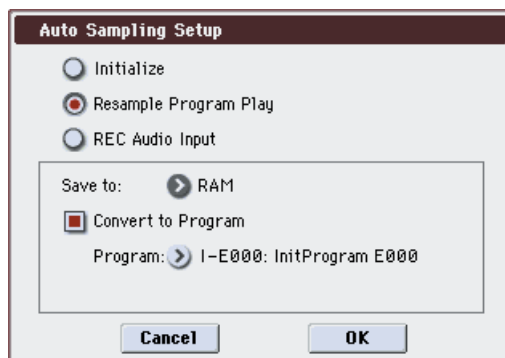 Auto Sampling Setup
Initialize
Resample Program Play
REC Audio Input
Save to: RAM
Convert to Program
Program: I-E000: InitProgram E000
Cancel OK